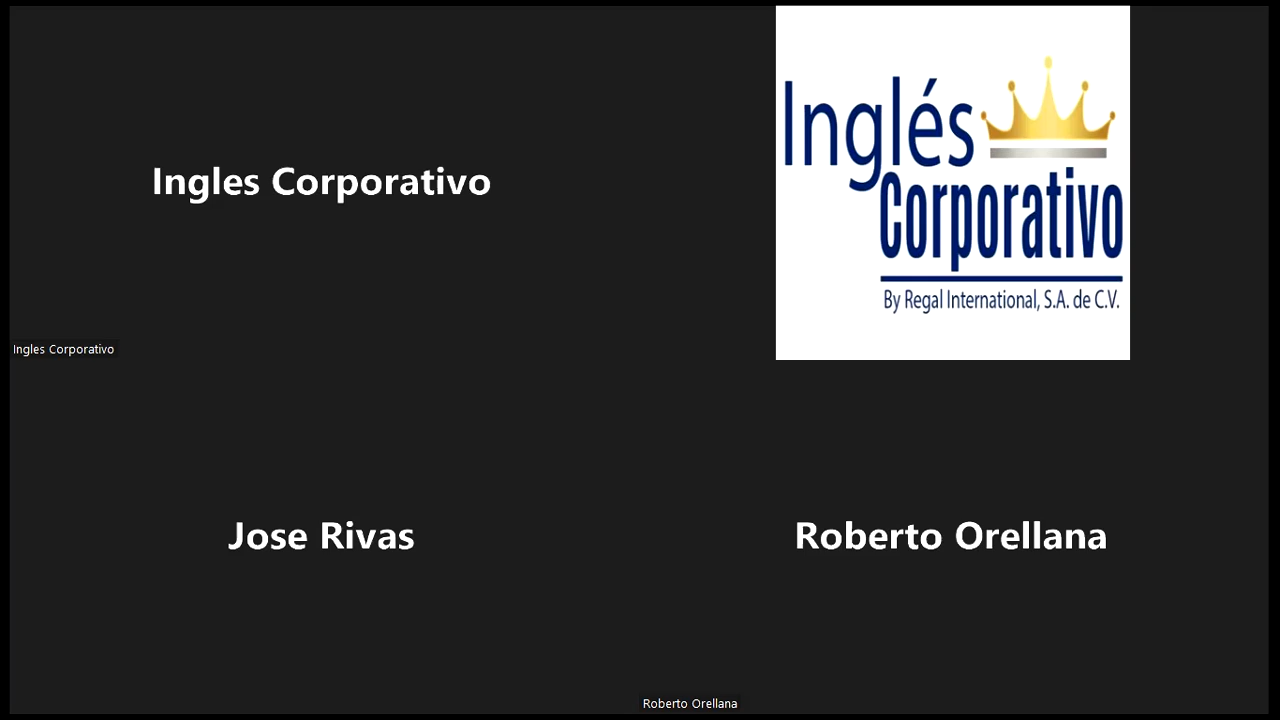 Ingles Corporativo
Inglés
Corporativo
By Regal International, S.A. de C.V.
Ingles Corporativo
Jose Rivas
Roberto Orellana
Roberto Orellana